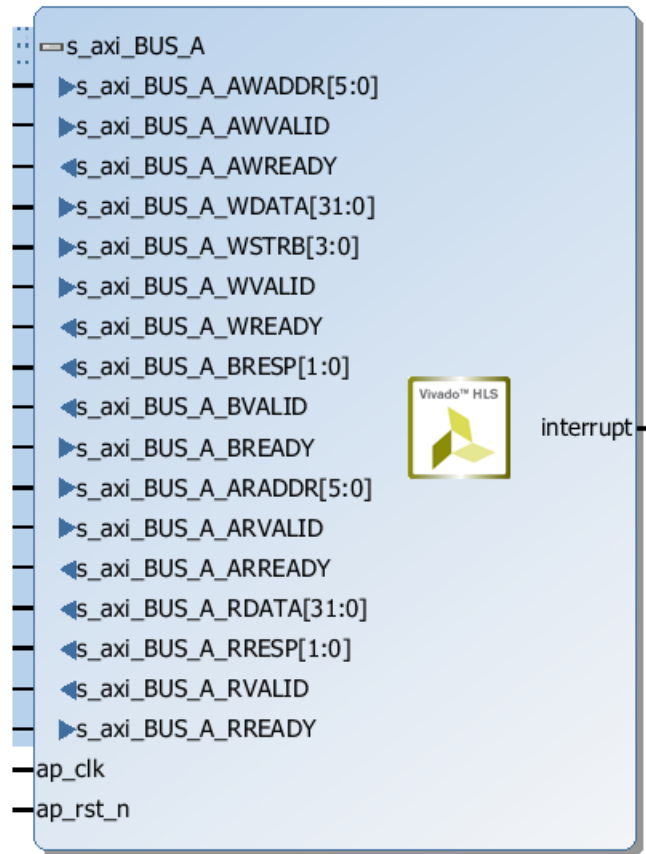 s_axi_BUS_A
s_axi_BUS_A_AWADDR[5:0]
s_axi_BUS_A_AWVALID
s_axi_BUS_A_AWREADY
s_axi_BUS_A_WDATA[31:0]
s_axi_BUS_A_WSTRB[3:0]
s_axi_BUS_A_WVALID
s_axi_BUS_A_WREADY
s_axi_BUS_A_BRESP[1:0]
s_axi_BUS_A_BVALID
s_axi_BUS_A_BREADY
s_axi_BUS_A_ARADDR[5:0]
s_axi_BUS_A_ARVALID
s_axi_BUS_A_ARREADY
s_axi_BUS_A_RDATA[31:0]
s_axi_BUS_A_RRESP[1:0]
s_axi_BUS_A_RVALID
s_axi_BUS_A_RREADY
ap_clk
ap_rst_n
Vivado™ HLS
interrupt